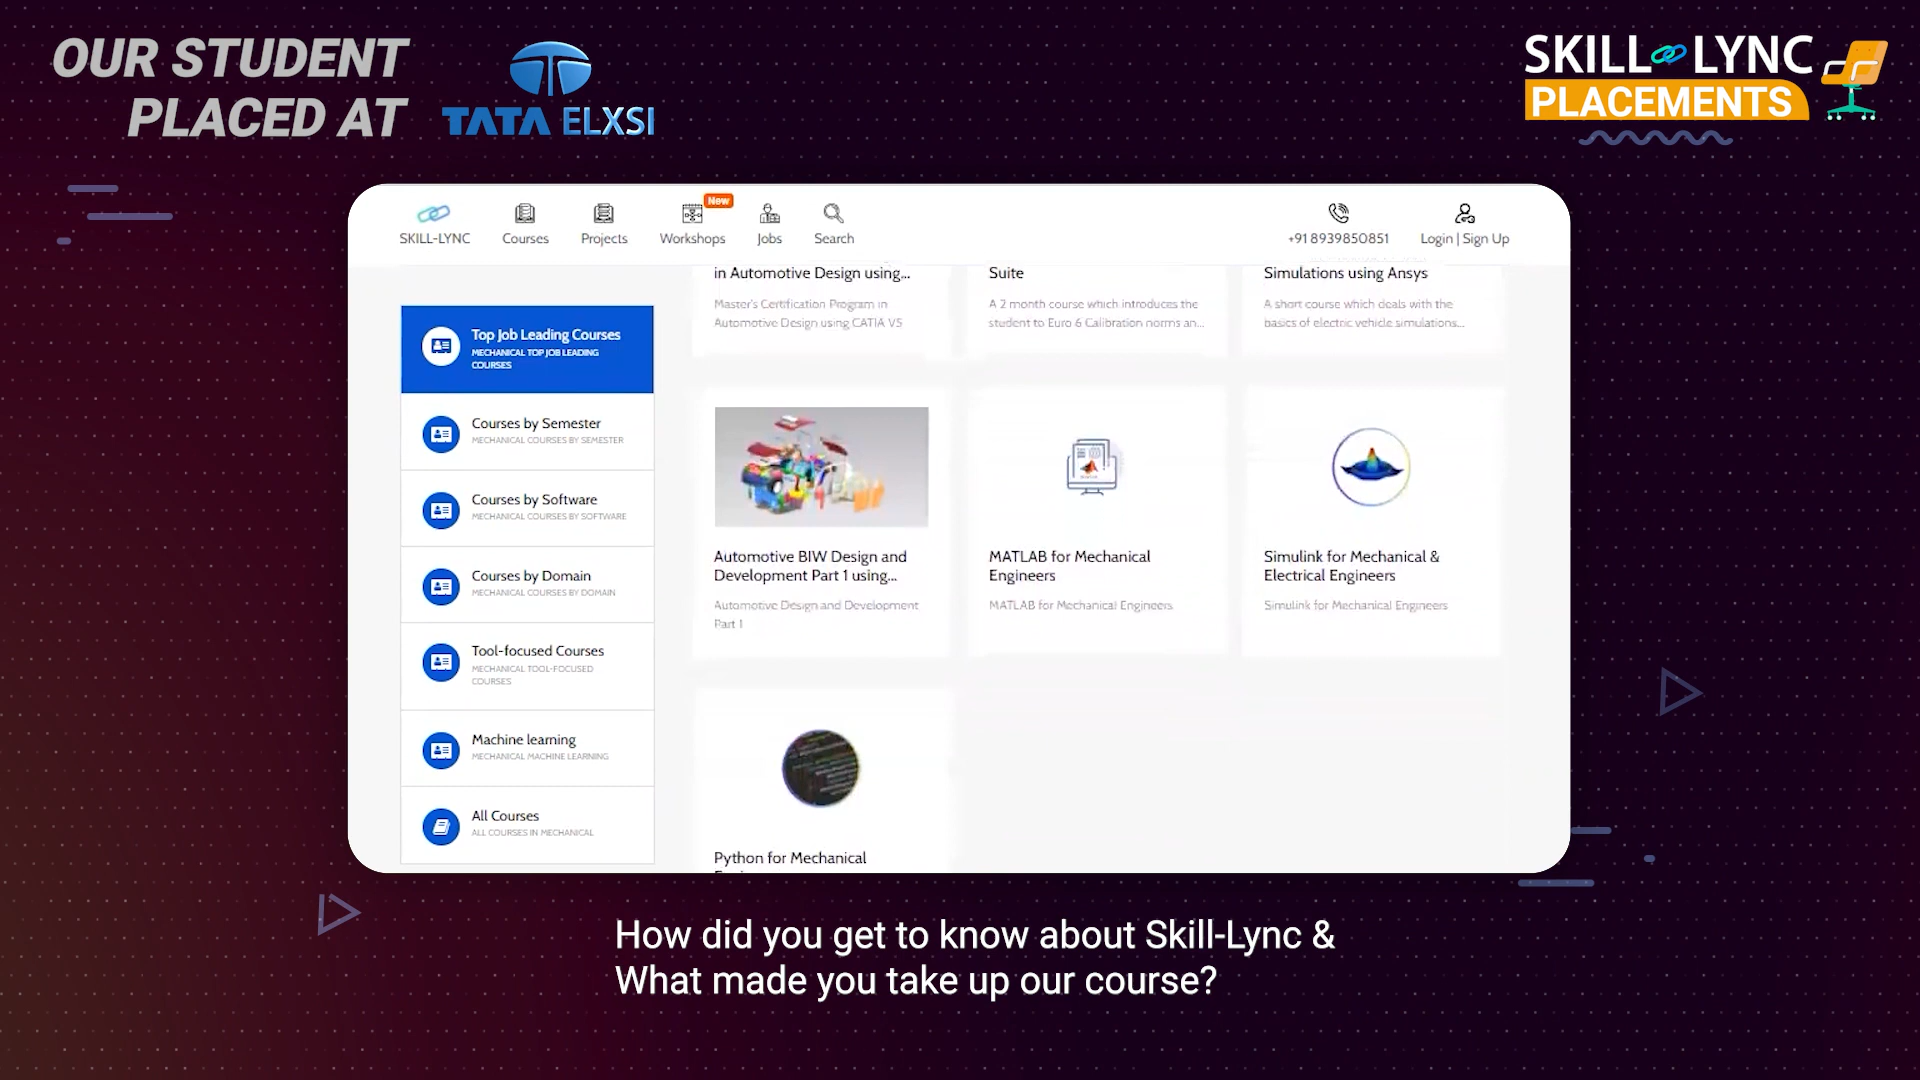 OUR STUDENT
PLACED AT
TATA ELXSI
SKILL LYNC
PLACEMENTS
SKILL-LYNC
Courses
Projects
New
Workshops
Jobs
Search
+91 8939850851
Login | Sign Up
Top Job Leading Courses
MECHANICAL TOP JOB LEADING
COURSES
Courses by Semester
MECHANICAL COURSES BY SEMESTER
Courses by Software
MECHANICAL COURSES BY SOFTWARE
Courses by Domain
MECHANICAL COURSES BY DOMAIN
Tool-focused Courses
MECHANICAL TOOL-FOCUSED
COURSES
Machine learning
MECHANICAL MACHINE LEARNING
All Courses
ALL COURSES IN MECHANICAL
in Automotive Design using...
Master's Certification Program in
Automotive Design using CATIA V5
Suite
A 2 month course which introduces the
student to Euro 6 Calibration norms an...
Simulations using Ansys
A short course which deals with the
basics of electric vehicle simulations...
Automotive BIW Design and
Development Part 1 using...
Automotive Design and Development
Part 1
MATLAB for Mechanical
Engineers
MATLAB for Mechanical Engineers
Simulink for Mechanical &
Electrical Engineers
Simulink for Mechanical Engineers
Python for Mechanical
How did you get to know about Skill-Lync &
What made you take up our course?